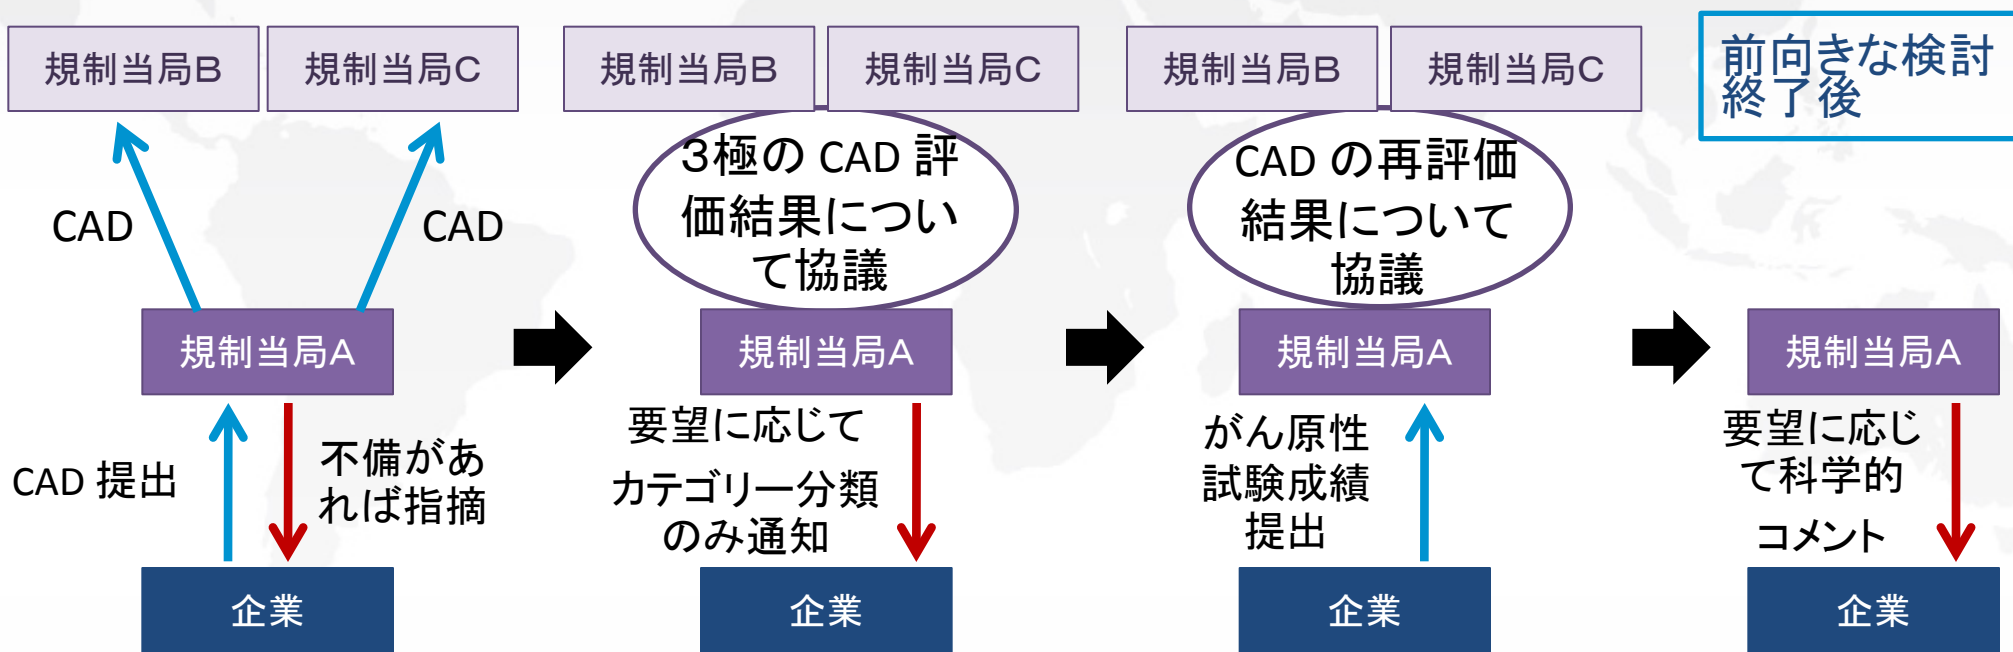 規制当局B
規制当局C
CAD
CAD
規制当局A
CAD 提出
不備があ
れば指摘
企業
規制当局B
規制当局C
3極の CAD 評
価結果につい
て協議
規制当局A
要望に応じて
カテゴリー分類
のみ通知
企業
規制当局B
規制当局C
CAD の再評価
結果について
協議
規制当局A
がん原性
試験成績
提出
企業
前向きな検討
終了後
規制当局A
要望に応じ
て科学的
コメント
企業